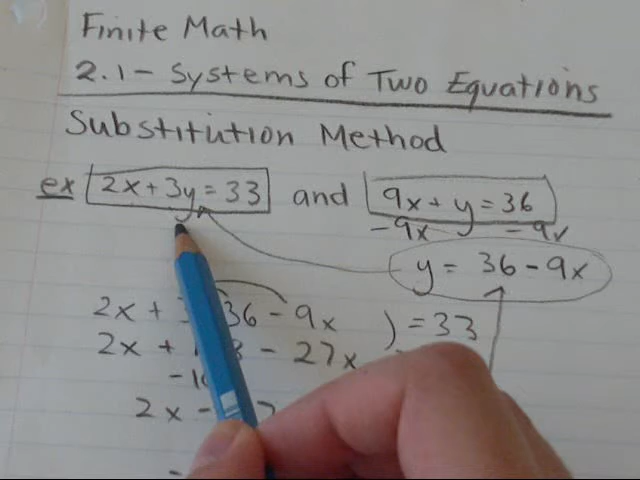 Finite Math
2.1 - Systems of Two Equations
Substitution Method
ex 2x + 3y = 33 and 9x + y = 36
-9x -9x
y = 36 - 9x
2x + 36 - 9x ) = 33
2x + - 27x
2x -